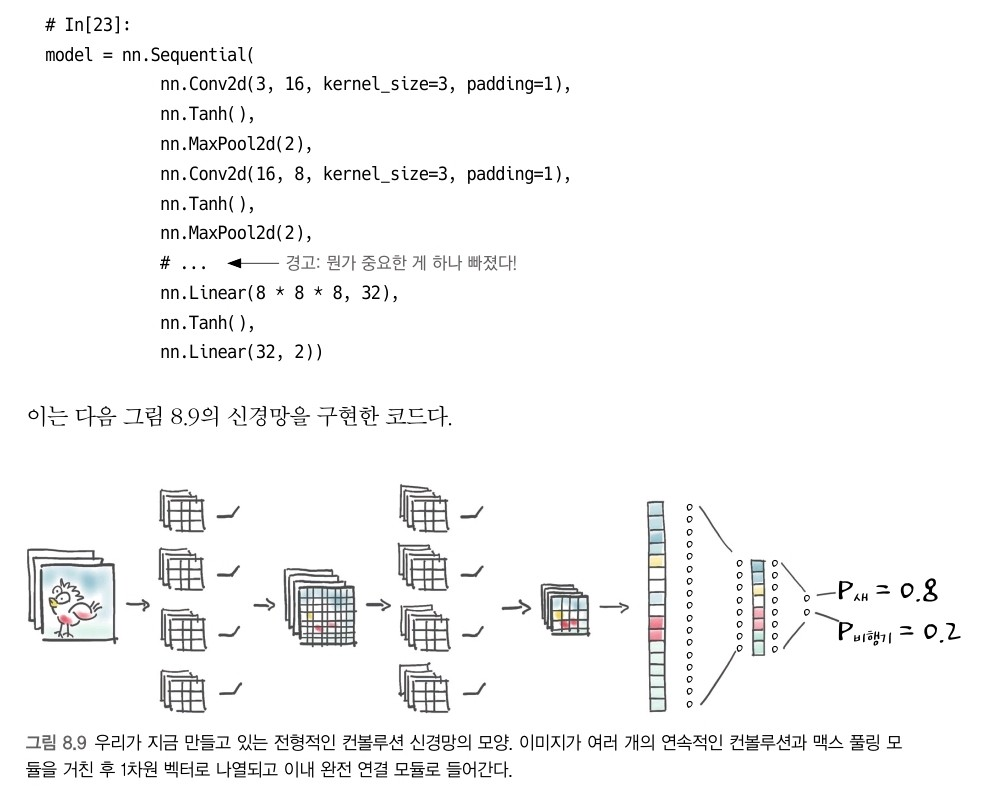 # In[23]:
model = nn.Sequential(
nn.Conv2d(3, 16, kernel_size=3, padding=1),
nn.Tanh(),
nn.MaxPool2d(2),
nn.Conv2d(16, 8, kernel_size=3, padding=1),
nn.Tanh(),
nn.MaxPool2d(2),
# ... 경고: 뭔가 중요한 게 하나 빠졌다!
nn.Linear(8 * 8 * 8, 32),
nn.Tanh(),
nn.Linear(32, 2))
이는 다음 그림 8.9의 신경망을 구현한 코드다.
P새 = 0.8
P비행기 = 0.2
그림 8.9 우리가 지금 만들고 있는 전형적인 컨볼루션 신경망의 모양. 이미지가 여러 개의 연속적인 컨볼루션과 맥스 풀링 모
듈을 거친 후 1차원 벡터로 나열되고 이내 완전 연결 모듈로 들어간다.